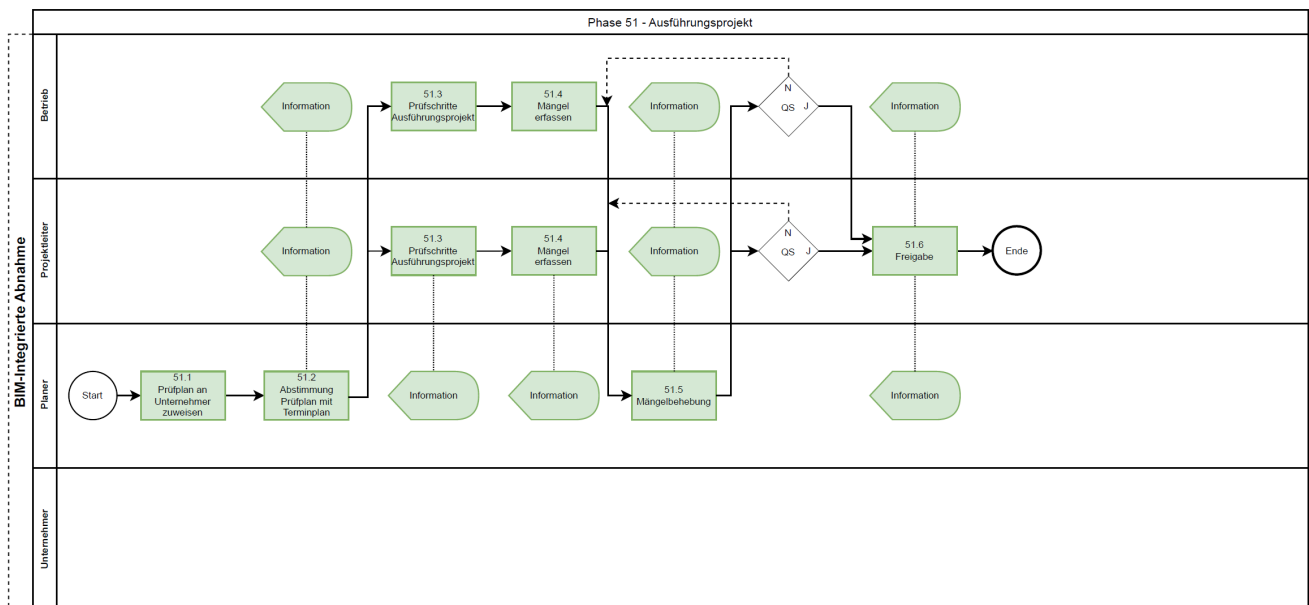 Phase 51 - Ausführungsprojekt
BIM-Integrierte Abnahme
Betrieb
Information
51.3
Prüfschritte
Ausführungsprojekt
51.4
Mängel
erfassen
Information
N
QS
J
Information
Projektleiter
Information
51.3
Prüfschritte
Ausführungsprojekt
51.4
Mängel
erfassen
Information
N
QS
J
51.6
Freigabe
Ende
Planer
Start
51.1
Prüfplan an
Unternehmer
zuweisen
51.2
Abstimmung
Prüfplan mit
Terminplan
Information
Information
51.5
Mängelbehebung
Information
Unternehmer